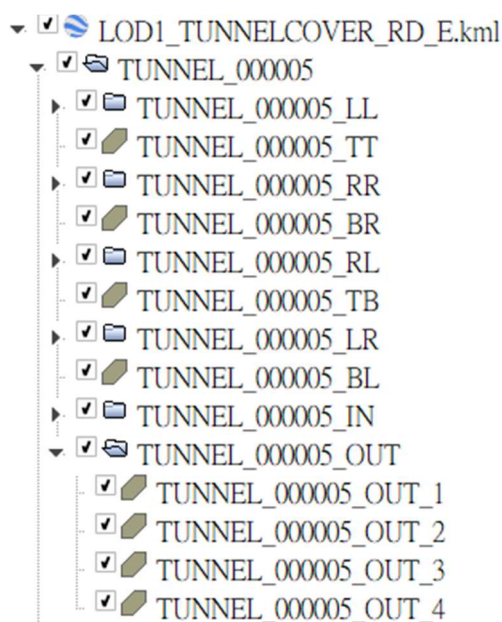 LOD1_TUNNELCOVER_RD_E.kml
TUNNEL_000005
TUNNEL_000005_LL
TUNNEL_000005_TT
TUNNEL_000005_RR
TUNNEL_000005_BR
TUNNEL_000005_RL
TUNNEL_000005_TB
TUNNEL_000005_LR
TUNNEL_000005_BL
TUNNEL_000005_IN
TUNNEL_000005_OUT
TUNNEL_000005_OUT_1
TUNNEL_000005_OUT_2
TUNNEL_000005_OUT_3
TUNNEL_000005_OUT_4